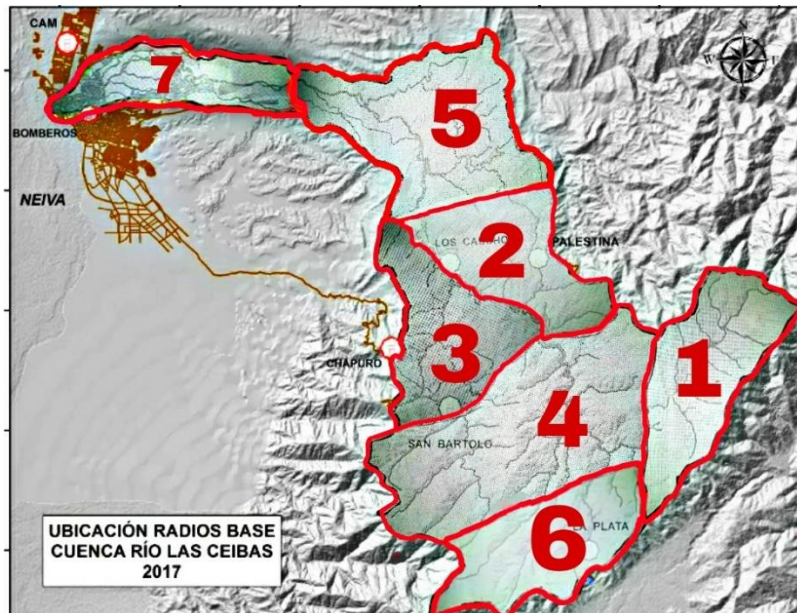 CAM
7
5
BOMBEROS
NEIVA
LOS
PALESTINA
2
CHAPURO
3
1
4
SAN BARTOLO
LA PLATA
6
UBICACIÓN RADIOS BASE
CUENCA RÍO LAS CEIBAS
2017